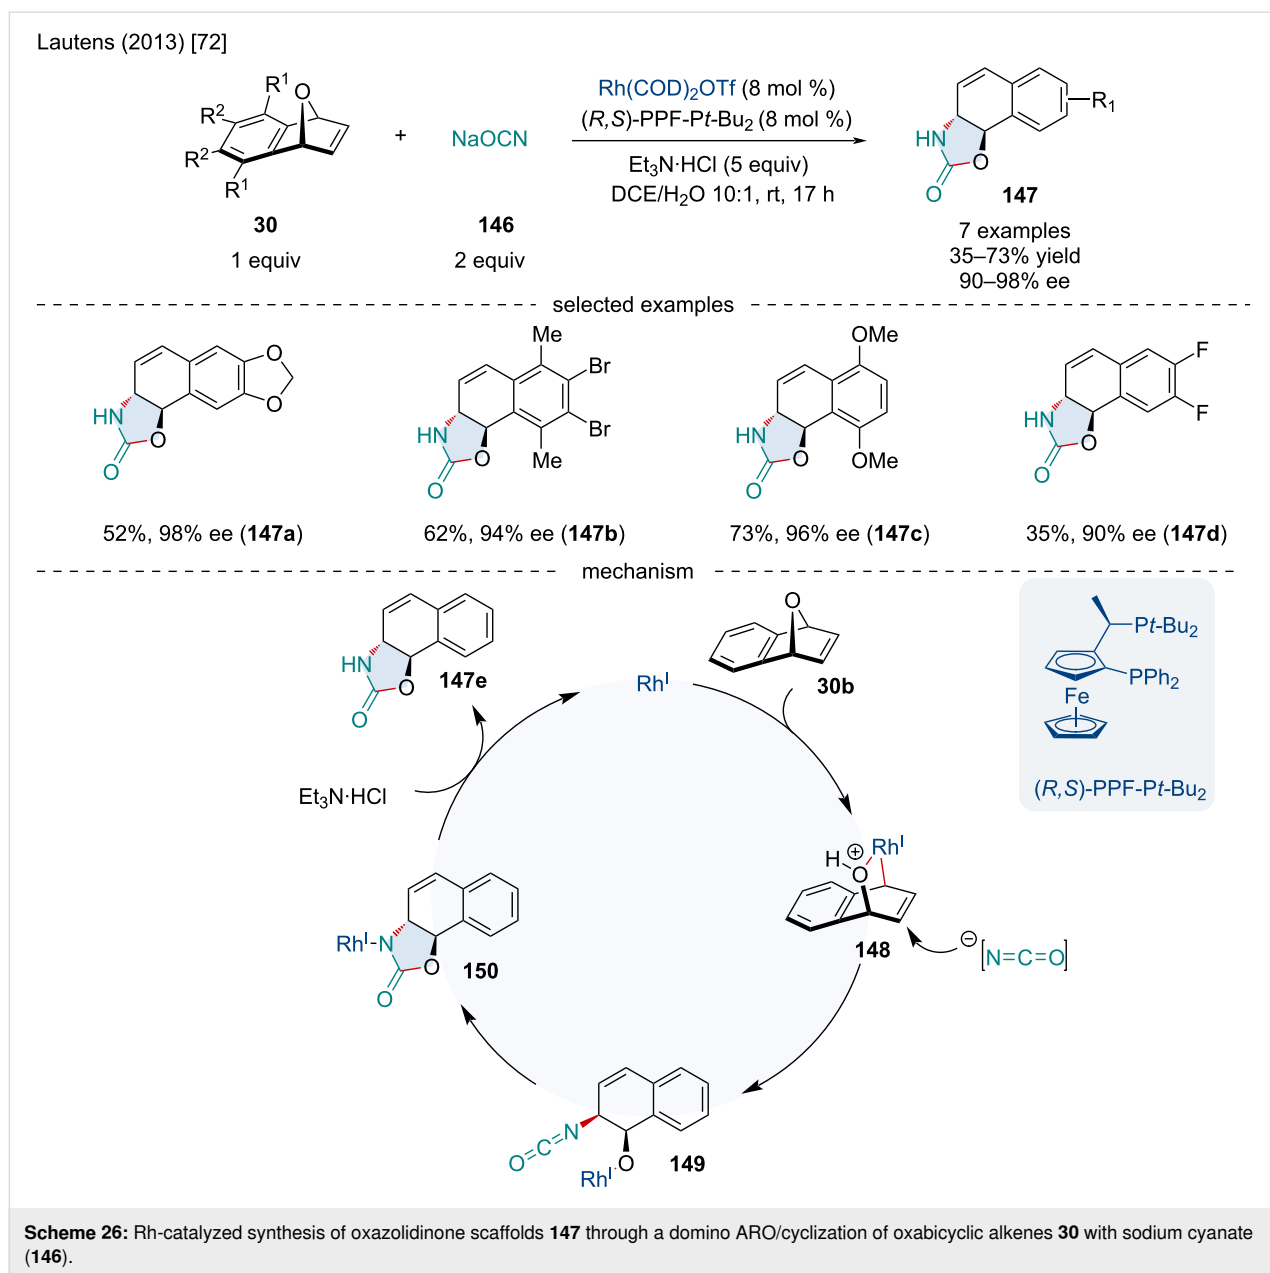 Lautens (2013) [72]
R¹
R²
R²
R¹
O
30
1 equiv
+
NaOCN
146
2 equiv
Rh(COD)₂OTf (8 mol %)
(R,S)-PPF-Pt-Bu₂ (8 mol %)
Et₃N·HCl (5 equiv)
DCE/H₂O 10:1, rt, 17 h
R₁
HN
O
O
147
7 examples
35–73% yield
90–98% ee
selected examples
O
O
HN
O
O
52%, 98% ee (147a)
Me
Br
Br
Me
HN
O
O
62%, 94% ee (147b)
OMe
OMe
HN
O
O
73%, 96% ee (147c)
F
F
HN
O
O
35%, 90% ee (147d)
mechanism
HN
O
O
147e
Rhᴵ
O
30b
Pt-Bu₂
PPh₂
Fe
(R,S)-PPF-Pt-Bu₂
Et₃N·HCl
H
O
⊕
Rhᴵ
148
⊖
[N=C=O]
Rhᴵ-N
O
O
150
O=C=N
Rhᴵ
O
149
Scheme 26: Rh-catalyzed synthesis of oxazolidinone scaffolds 147 through a domino ARO/cyclization of oxabicyclic alkenes 30 with sodium cyanate
(146).